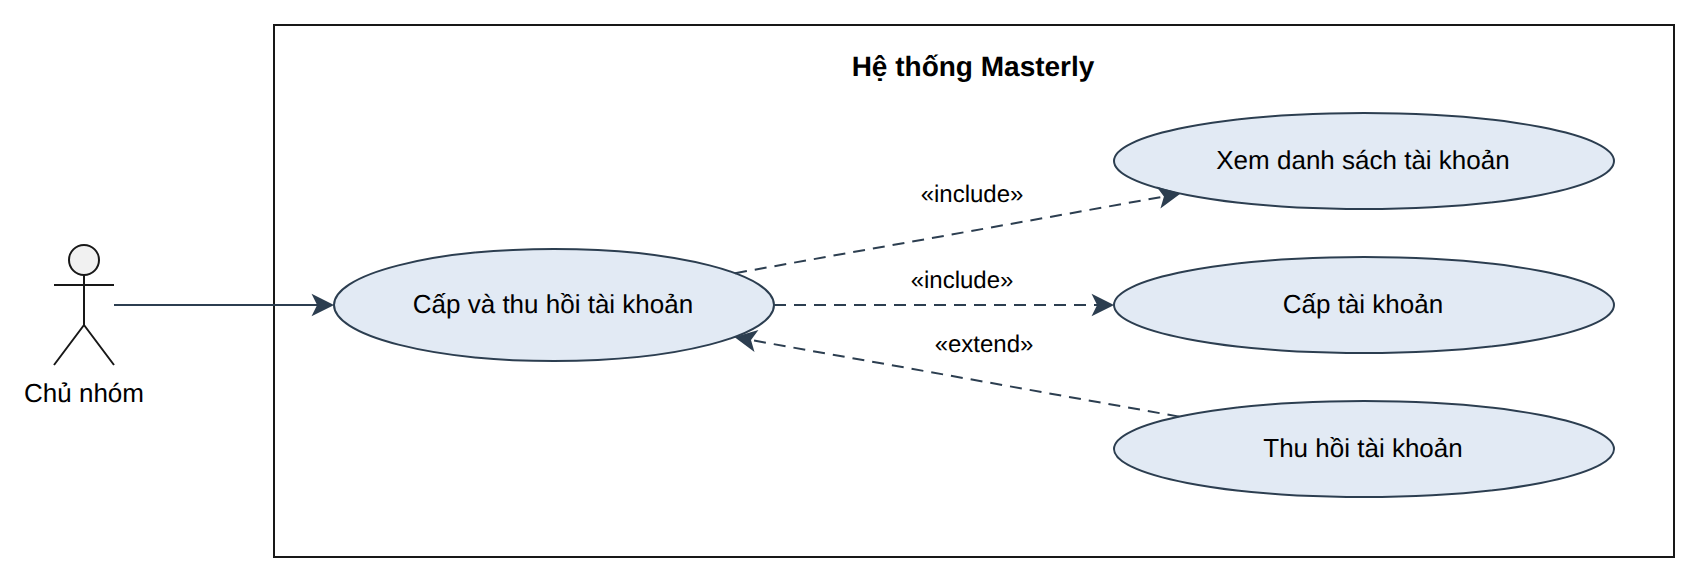 Hệ thống Masterly
Xem danh sách tài khoản
«include»
«include»
Cấp và thu hồi tài khoản
Cấp tài khoản
«extend»
Chủ nhóm
Thu hồi tài khoản